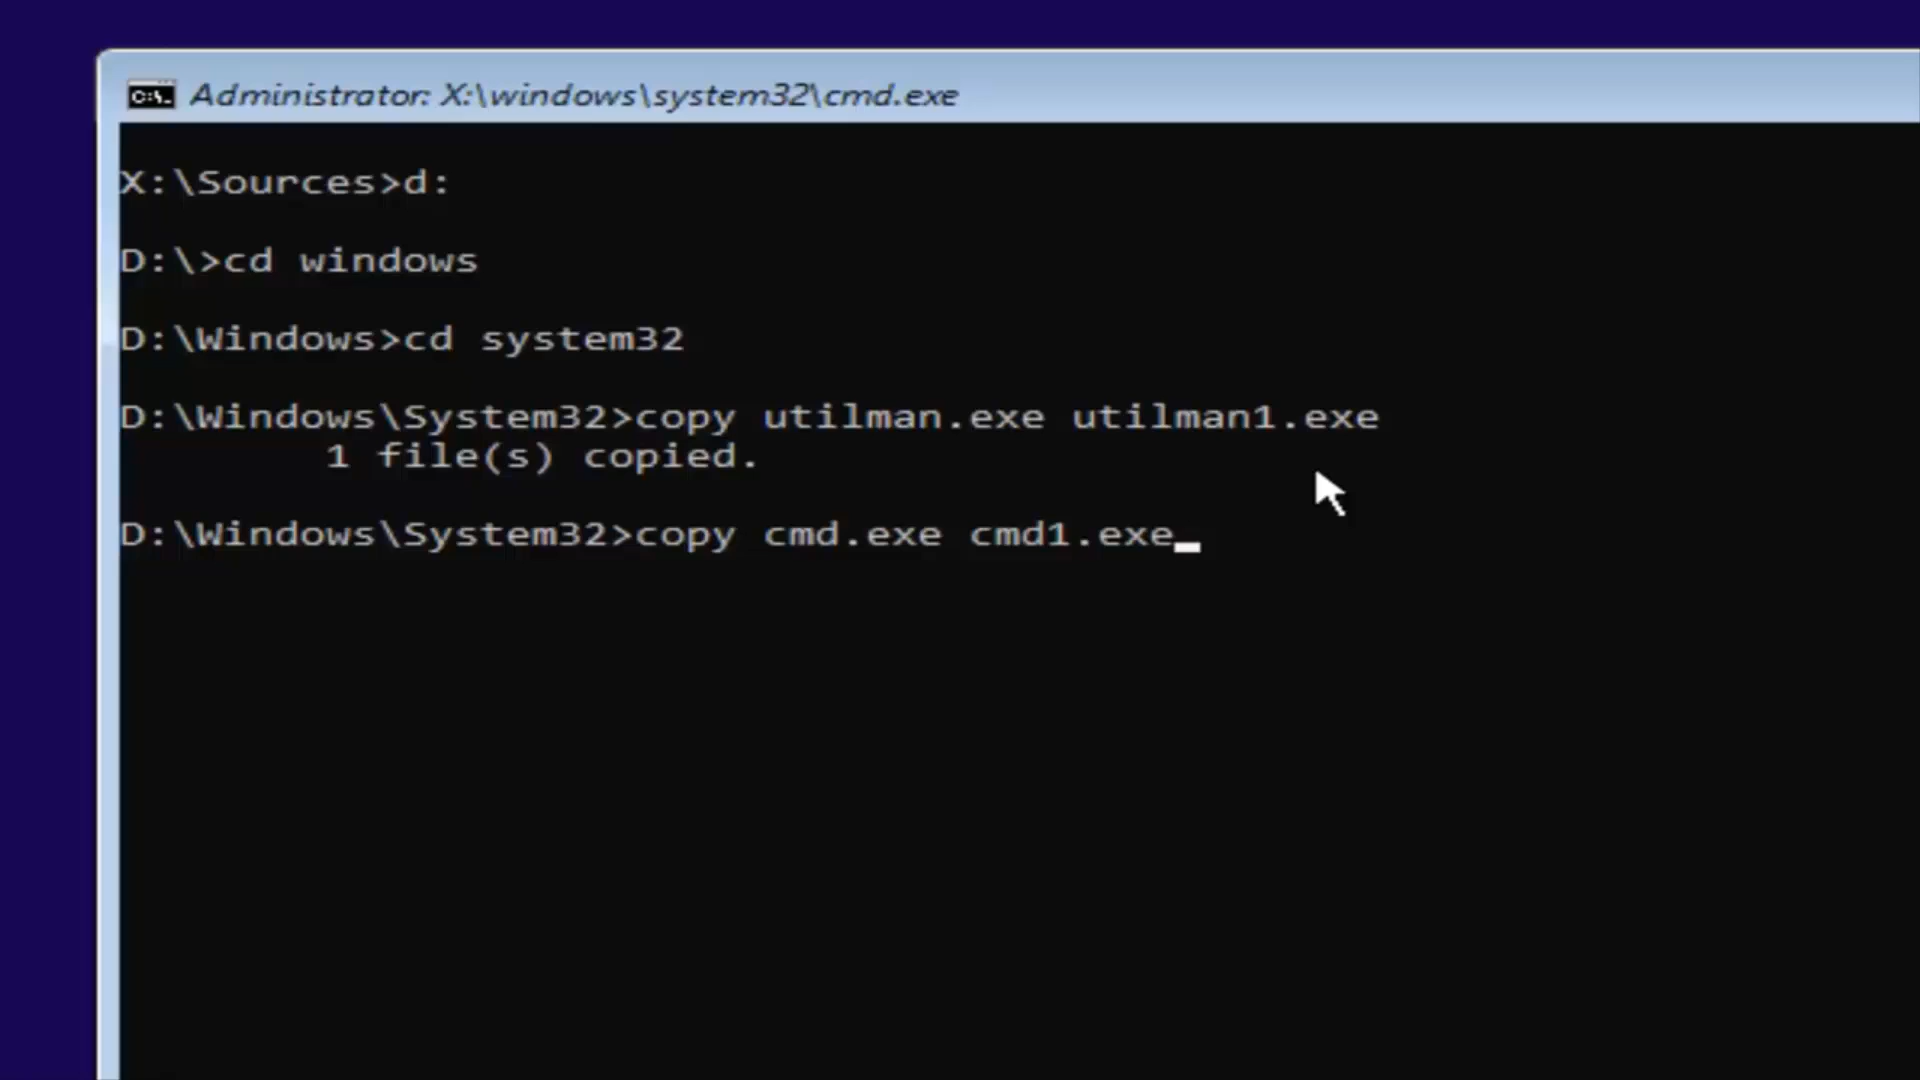 C:\.
Administrator: X:\windows\system32\cmd.exe
X:\Sources>d:
D:\>cd windows
D:\Windows>cd system32
D:\Windows\System32>copy utilman.exe utilman1.exe
1 file(s) copied.
D:\Windows\System32>copy cmd.exe cmd1.exe